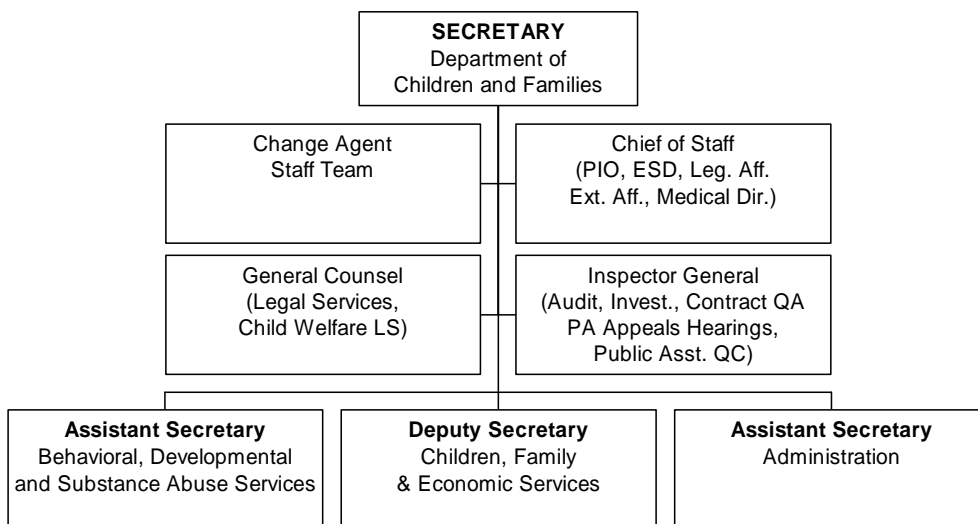 SECRETARY
Department of
Children and Families
Change Agent
Staff Team
Chief of Staff
(PIO, ESD, Leg. Aff.
Ext. Aff., Medical Dir.)
General Counsel
(Legal Services,
Child Welfare LS)
Inspector General
(Audit, Invest., Contract QA
PA Appeals Hearings,
Public Asst. QC)
Assistant Secretary
Behavioral, Developmental
and Substance Abuse Services
Deputy Secretary
Children, Family
& Economic Services
Assistant Secretary
Administration